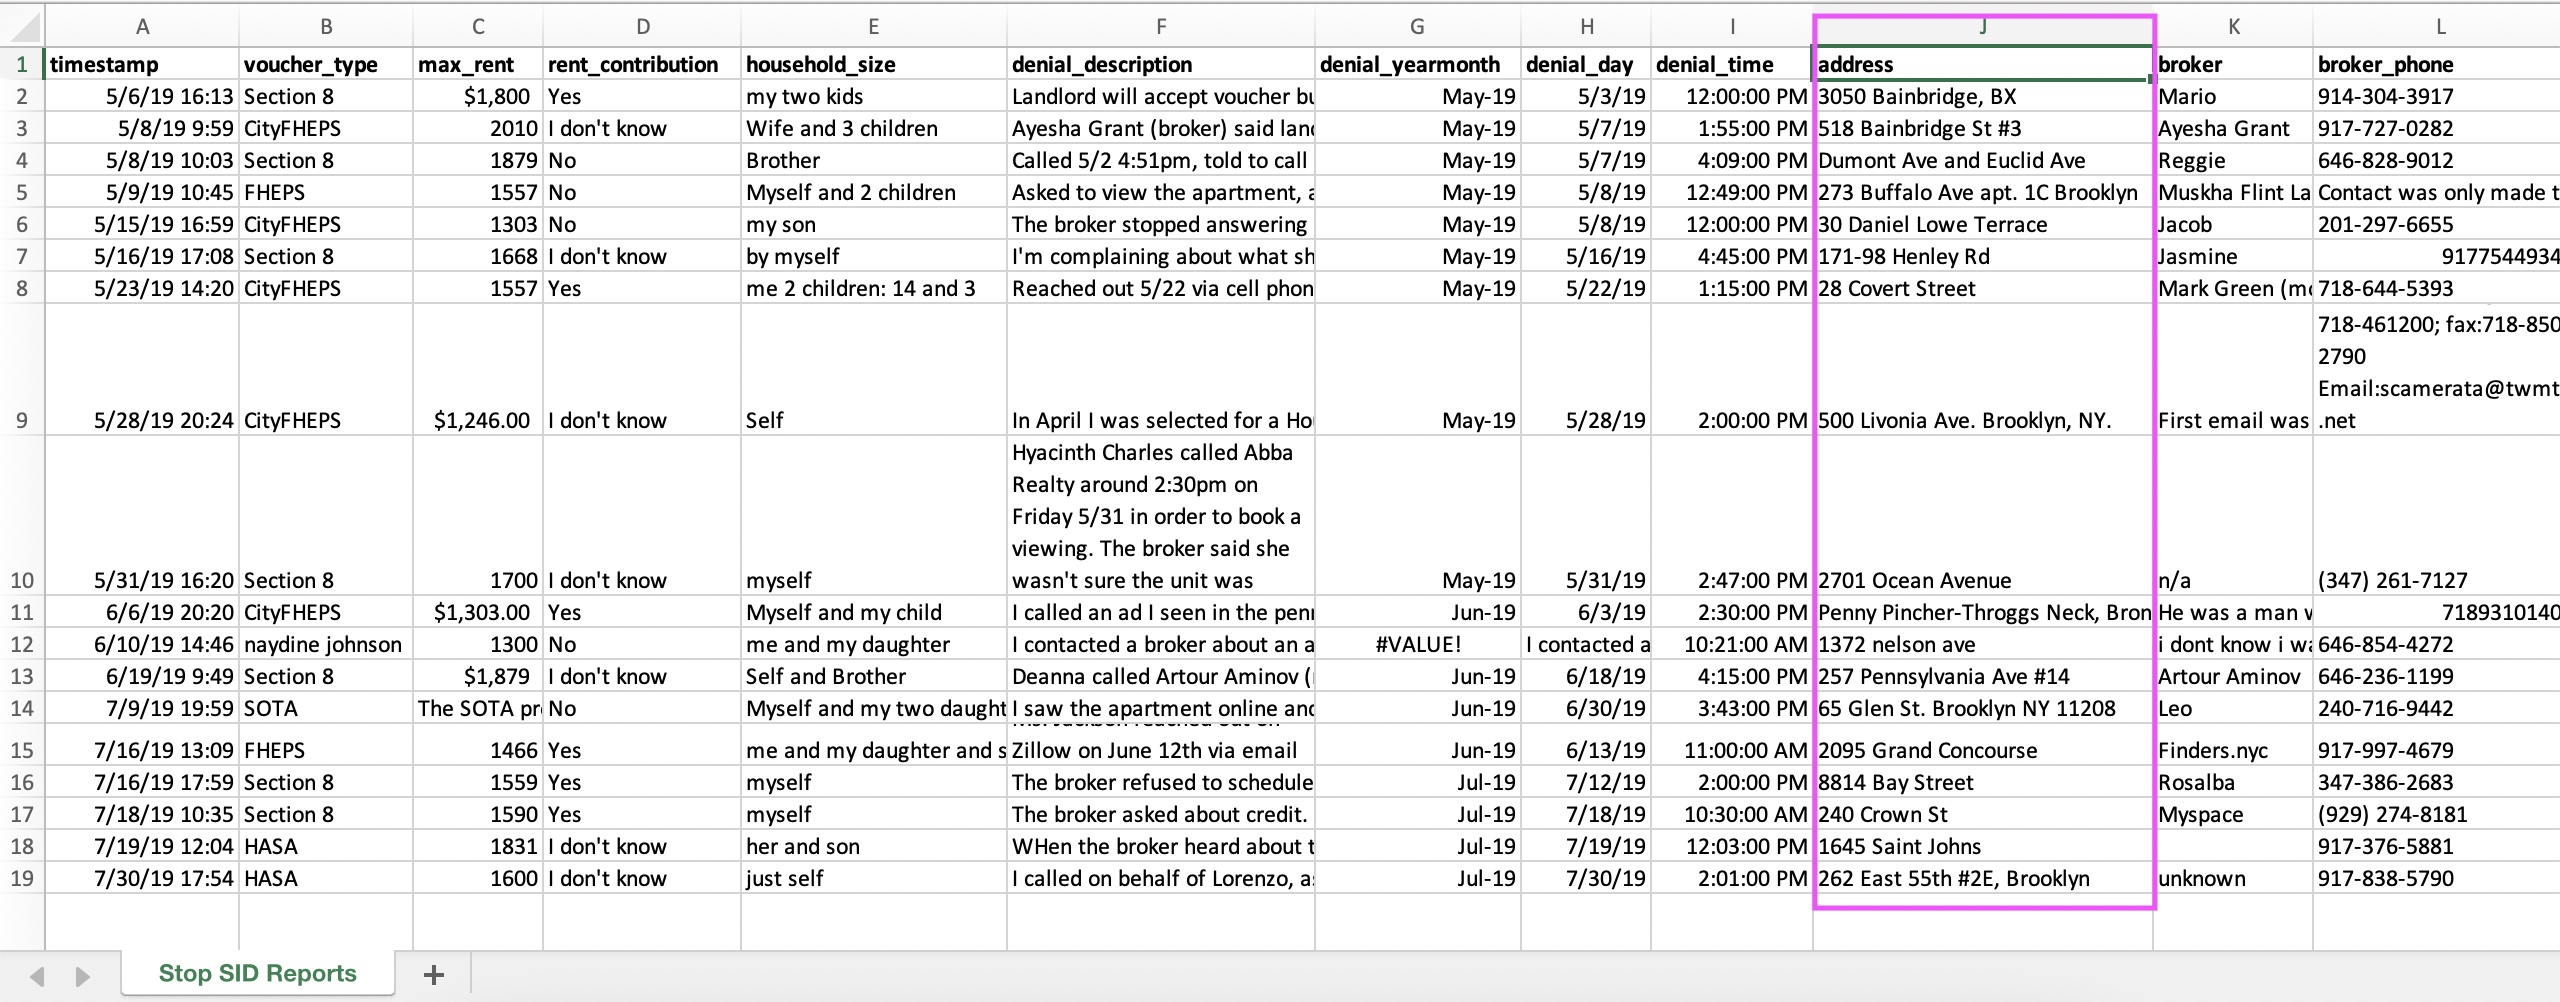 A B C D E F G H I J K L
1 timestamp voucher_type max_rent rent_contribution household_size denial_description denial_yearmonth denial_day denial_time address broker broker_phone
2 5/6/19 16:13 Section 8 $1,800 Yes my two kids Landlord will accept voucher bu May-19 5/3/19 12:00:00 PM 3050 Bainbridge, BX Mario 914-304-3917
3 5/8/19 9:59 CityFHEPS 2010 I don't know Wife and 3 children Ayesha Grant (broker) said land May-19 5/7/19 1:55:00 PM 518 Bainbridge St #3 Ayesha Grant 917-727-0282
4 5/8/19 10:03 Section 8 1879 No Brother Called 5/2 4:51pm, told to call May-19 5/7/19 4:09:00 PM Dumont Ave and Euclid Ave Reggie 646-828-9012
5 5/9/19 10:45 FHEPS 1557 No Myself and 2 children Asked to view the apartment, a May-19 5/8/19 12:49:00 PM 273 Buffalo Ave apt. 1C Brooklyn Muskha Flint La Contact was only made t
6 5/15/19 16:59 CityFHEPS 1303 No my son The broker stopped answering May-19 5/8/19 12:00:00 PM 30 Daniel Lowe Terrace Jacob 201-297-6655
7 5/16/19 17:08 Section 8 1668 I don't know by myself I'm complaining about what sh May-19 5/16/19 4:45:00 PM 171-98 Henley Rd Jasmine 9177544934
8 5/23/19 14:20 CityFHEPS 1557 Yes me 2 children: 14 and 3 Reached out 5/22 via cell phon May-19 5/22/19 1:15:00 PM 28 Covert Street Mark Green (mo 718-644-5393
718-461200; fax:718-850
2790
Email:scamerata@twmt
9 5/28/19 20:24 CityFHEPS $1,246.00 I don't know Self In April I was selected for a Ho May-19 5/28/19 2:00:00 PM 500 Livonia Ave. Brooklyn, NY. First email was .net
Hyacinth Charles called Abba
Realty around 2:30pm on
Friday 5/31 in order to book a
viewing. The broker said she
10 5/31/19 16:20 Section 8 1700 I don't know myself wasn't sure the unit was May-19 5/31/19 2:47:00 PM 2701 Ocean Avenue n/a (347) 261-7127
11 6/6/19 20:20 CityFHEPS $1,303.00 Yes Myself and my child I called an ad I seen in the penn Jun-19 6/3/19 2:30:00 PM Penny Pincher-Throggs Neck, Bron He was a man w 7189310140
12 6/10/19 14:46 naydine johnson 1300 No me and my daughter I contacted a broker about an a #VALUE! I contacted a 10:21:00 AM 1372 nelson ave i dont know i wa 646-854-4272
13 6/19/19 9:49 Section 8 $1,879 I don't know Self and Brother Deanna called Artour Aminov ( Jun-19 6/18/19 4:15:00 PM 257 Pennsylvania Ave #14 Artour Aminov 646-236-1199
14 7/9/19 19:59 SOTA The SOTA pr No Myself and my two daught I saw the apartment online and Jun-19 6/30/19 3:43:00 PM 65 Glen St. Brooklyn NY 11208 Leo 240-716-9442
15 7/16/19 13:09 FHEPS 1466 Yes me and my daughter and s Zillow on June 12th via email Jun-19 6/13/19 11:00:00 AM 2095 Grand Concourse Finders.nyc 917-997-4679
16 7/16/19 17:59 Section 8 1559 Yes myself The broker refused to schedule Jul-19 7/12/19 2:00:00 PM 8814 Bay Street Rosalba 347-386-2683
17 7/18/19 10:35 Section 8 1590 Yes myself The broker asked about credit. Jul-19 7/18/19 10:30:00 AM 240 Crown St Myspace (929) 274-8181
18 7/19/19 12:04 HASA 1831 I don't know her and son WHen the broker heard about t Jul-19 7/19/19 12:03:00 PM 1645 Saint Johns 917-376-5881
19 7/30/19 17:54 HASA 1600 I don't know just self I called on behalf of Lorenzo, a Jul-19 7/30/19 2:01:00 PM 262 East 55th #2E, Brooklyn unknown 917-838-5790
Stop SID Reports +